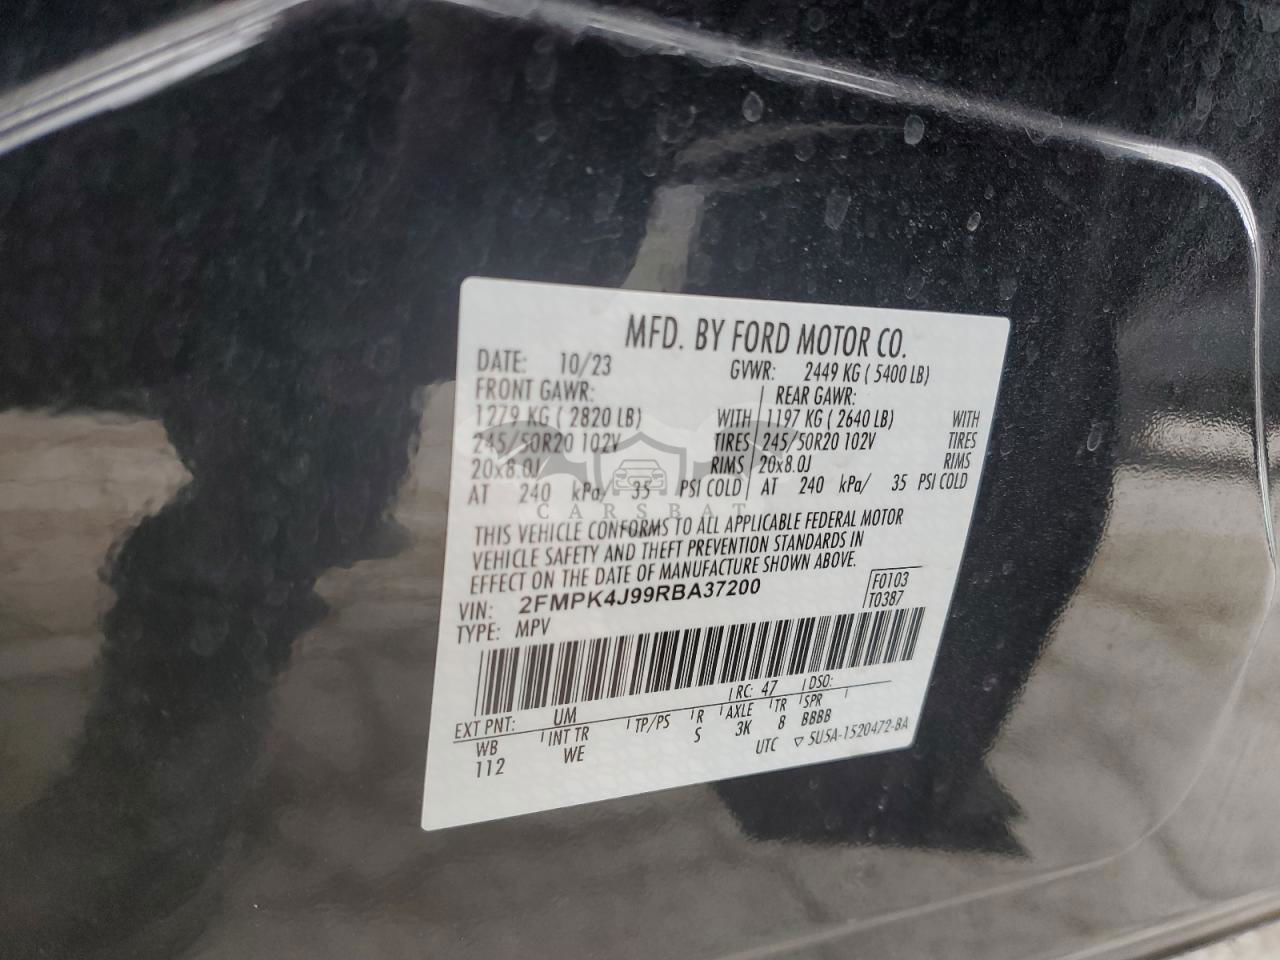 MFD. BY FORD MOTOR CO.
DATE: 10/23 GVWR: 2449 KG ( 5400 LB)
FRONT GAWR: REAR GAWR:
1279 KG ( 2820 LB) WITH 1197 KG ( 2640 LB) WITH
245/50R20 102V TIRES 245/50R20 102V TIRES
20x8.0J RIMS 20x8.0J RIMS
AT 240 kPa/ 35 PSI COLD AT 240 kPa/ 35 PSI COLD
CARSBAT
THIS VEHICLE CONFORMS TO ALL APPLICABLE FEDERAL MOTOR
VEHICLE SAFETY AND THEFT PREVENTION STANDARDS IN
EFFECT ON THE DATE OF MANUFACTURE SHOWN ABOVE.
VIN: 2FMPK4J99RBA37200 F0103
TYPE: MPV T0387
EXT PNT: UM RC: 47 DSO:
WB INT TR TP/PS R AXLE TR SPR
112 WE S 3K 8 BBBB
UTC ▽ 5U5A-1520472-BA